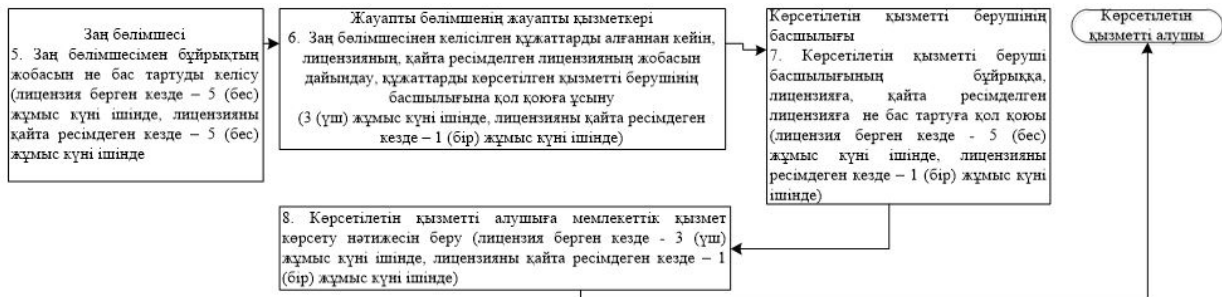 Заң бөлімшесі
5. Заң бөлімшесімен бұйрықтың
жобасын не бас тартуды келісу
(лицензия берген кезде – 5 (бес)
жұмыс күні ішінде, лицензияны
қайта ресімдеген кезде – 5 (бес)
жұмыс күні ішінде
Жауапты бөлімшенің жауапты қызметкері
6. Заң бөлімшесінен келісілген құжаттарды алғаннан кейін,
лицензияның, қайта ресімделген лицензияның жобасын
дайындау, құжаттарды көрсетілген қызметті берушінің
басшылығына қол қоюға ұсыну
(3 (үш) жұмыс күні ішінде, лицензияны қайта ресімдеген
кезде – 1 (бір) жұмыс күні ішінде)
Көрсетілетін қызметті берушінің
басшылығы
7. Көрсетілетін қызметті беруші
басшылығының бұйрыққа,
лицензияға, қайта ресімделген
лицензияға не бас тартуға қол қоюы
(лицензия берген кезде - 5 (бес)
жұмыс күні ішінде, лицензияны
ресімдеген кезде – 1 (бір) жұмыс күні
ішінде)
Көрсетілетін
қызметті алушы
8. Көрсетілетін қызметті алушыға мемлекеттік қызмет
көрсету нәтижесін беру (лицензия берген кезде - 3 (үш)
жұмыс күні ішінде, лицензияны қайта ресімдеген кезде – 1
(бір) жұмыс күні ішінде)